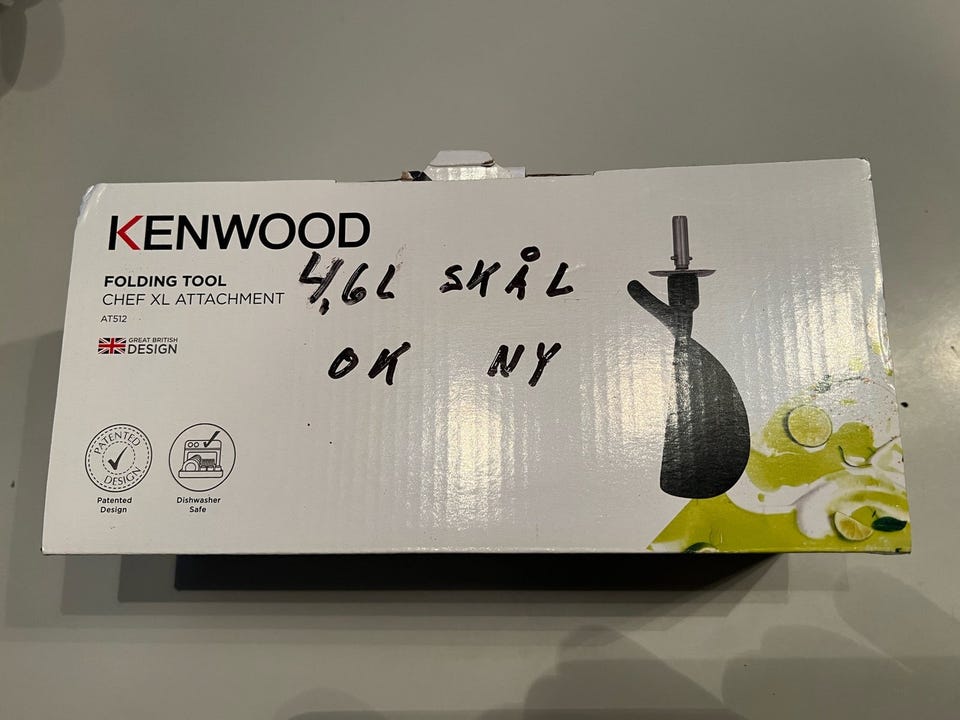 KENWOOD
FOLDING TOOL
CHEF XL ATTACHMENT
AT512
GREAT BRITISH
DESIGN
4,6L SKÅL
OK NY
PATENTED
DESIGN
Patented
Design
Dishwasher
Safe